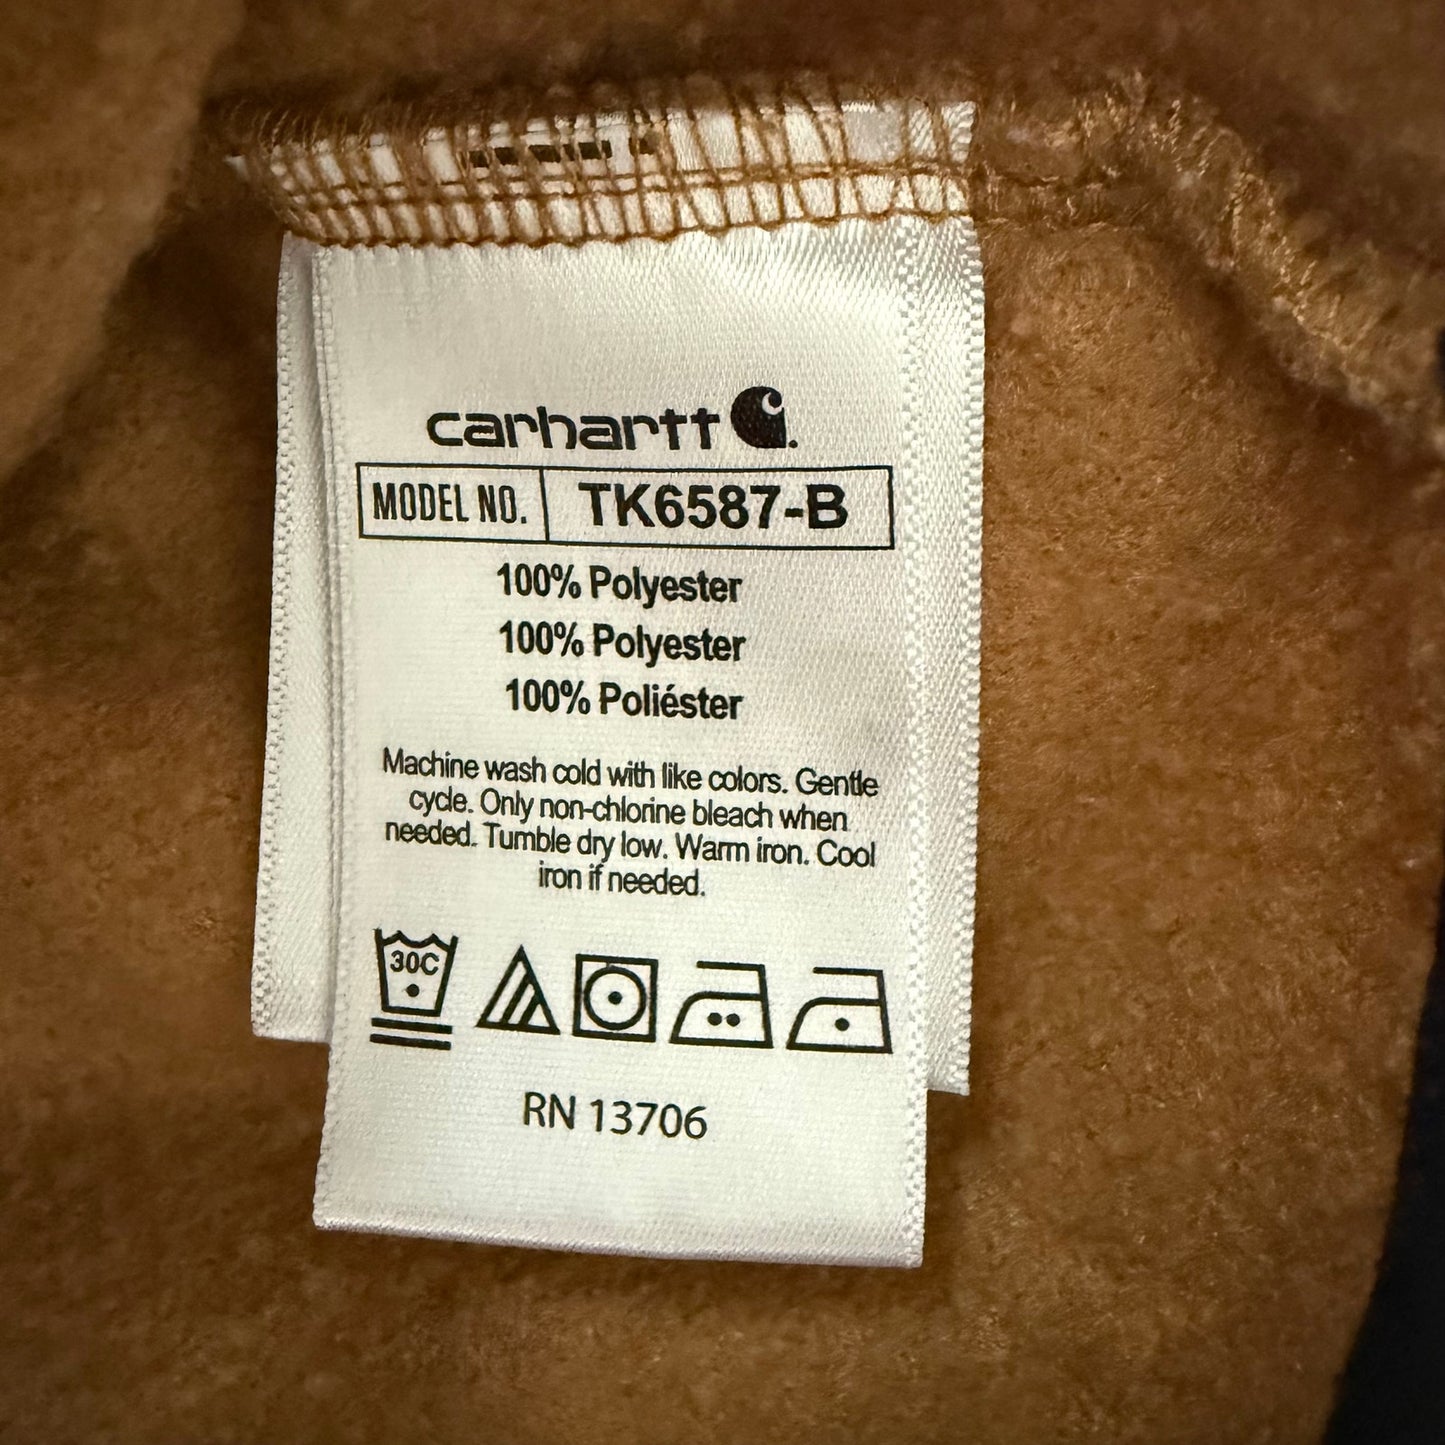 carhartt
MODEL NO. TK6587-B
100% Polyester
100% Polyester
100% Poliéster
Machine wash cold with like colors. Gentle
cycle. Only non-chlorine bleach when
needed. Tumble dry low. Warm iron. Cool
iron if needed.
30C
RN 13706